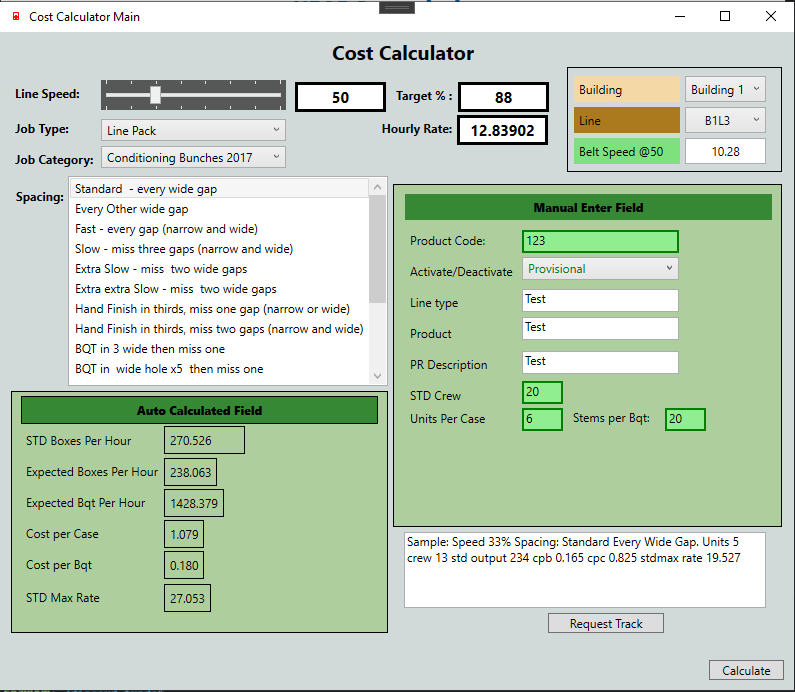 Cost Calculator Main
Cost Calculator
Line Speed:
50
Target % :
88
Job Type:
Line Pack
Hourly Rate:
12.83902
Job Category:
Conditioning Bunches 2017
Building
Building 1
Line
B1L3
Belt Speed @50
10.28
Spacing:
Standard - every wide gap
Every Other wide gap
Fast - every gap (narrow and wide)
Slow - miss three gaps (narrow and wide)
Extra Slow - miss two wide gaps
Extra extra Slow - miss two wide gaps
Hand Finish in thirds, miss one gap (narrow or wide)
Hand Finish in thirds, miss two gaps (narrow and wide)
BQT in 3 wide then miss one
BQT in wide hole x5 then miss one
Manual Enter Field
Product Code:
123
Activate/Deactivate
Provisional
Line type
Test
Product
Test
PR Description
Test
STD Crew
20
Units Per Case
6
Stems per Bqt:
20
Auto Calculated Field
STD Boxes Per Hour
270.526
Expected Boxes Per Hour
238.063
Expected Bqt Per Hour
1428.379
Cost per Case
1.079
Cost per Bqt
0.180
STD Max Rate
27.053
Sample: Speed 33% Spacing: Standard Every Wide Gap. Units 5
crew 13 std output 234 cpb 0.165 cpc 0.825 stdmax rate 19.527
Request Track
Calculate